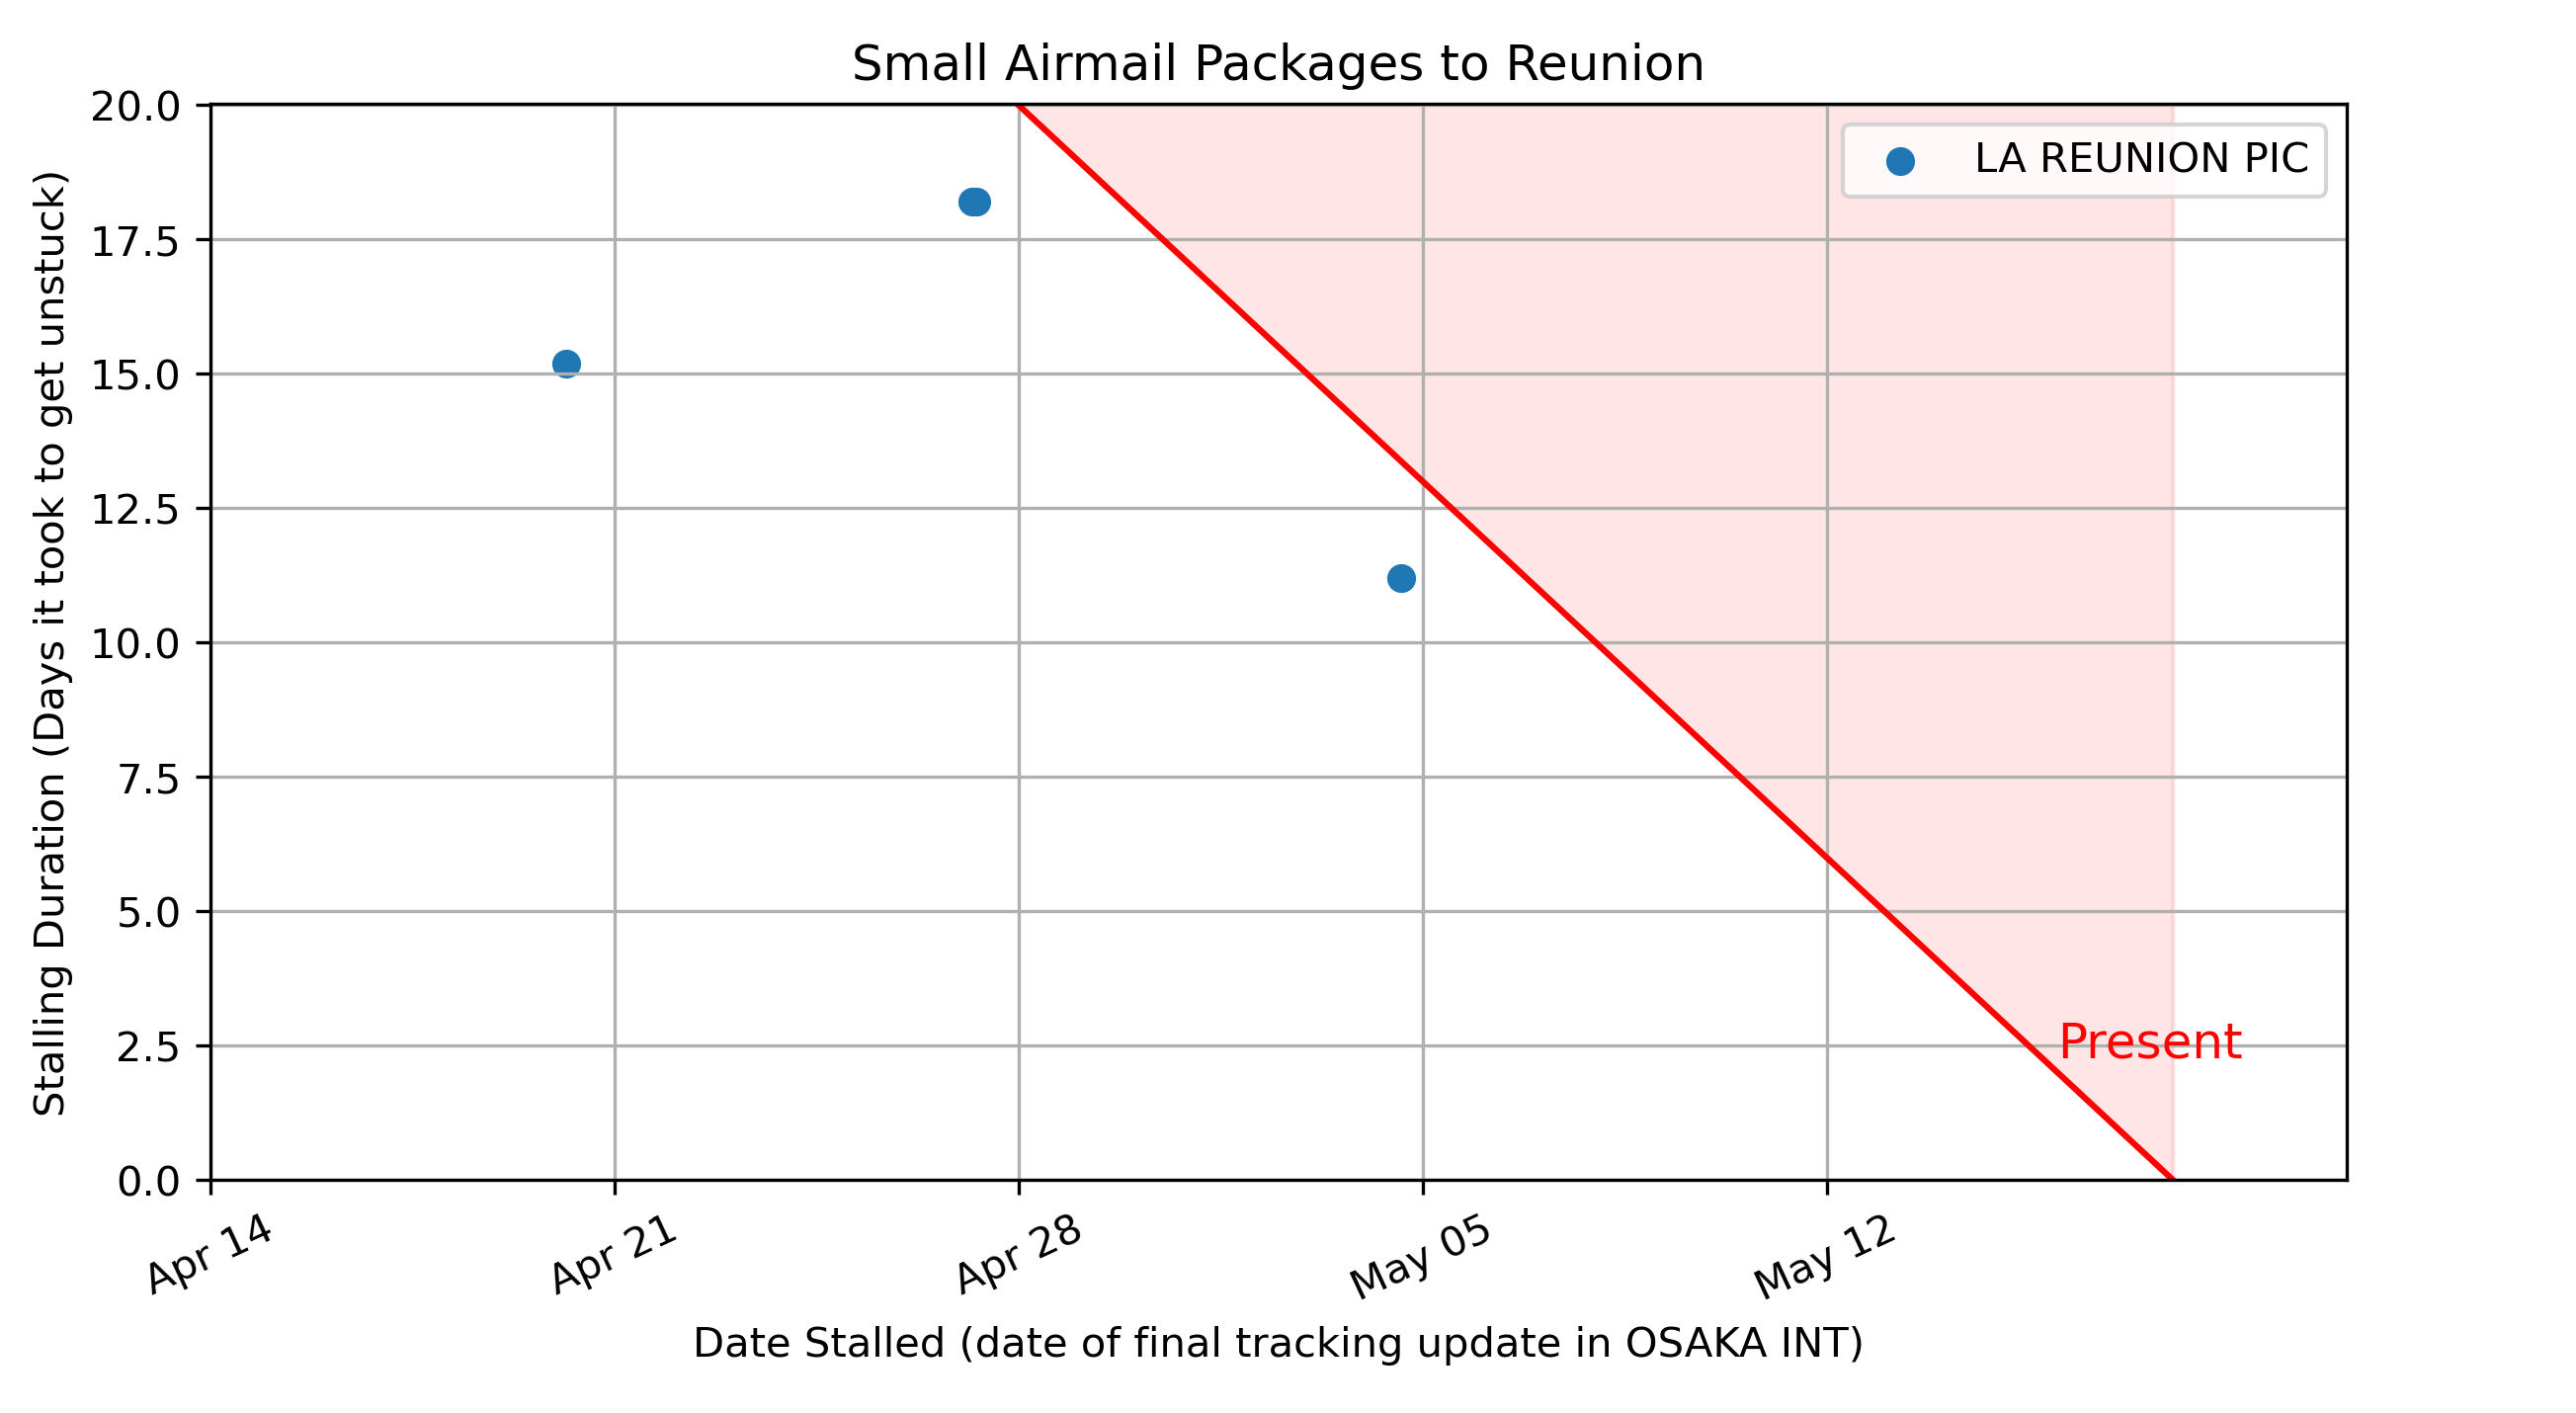 Small Airmail Packages to Reunion
20.0
17.5
15.0
12.5
10.0
7.5
5.0
2.5
0.0
Stalling Duration (Days it took to get unstuck)
LA REUNION PIC
Present
Apr 14
Apr 21
Apr 28
May 05
May 12
Date Stalled (date of final tracking update in OSAKA INT)